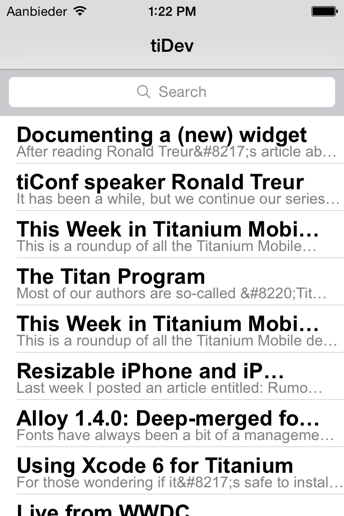 Aanbieder 1:22 PM
tiDev
Search
Documenting a (new) widget
After reading Ronald Treur&#8217;s article ab...
tiConf speaker Ronald Treur
It has been a while, but we continue our series...
This Week in Titanium Mobi...
This is a roundup of all the Titanium Mobile...
The Titan Program
Most of our authors are so-called &#8220;Tit...
This Week in Titanium Mobi...
This is a roundup of all the Titanium Mobile de...
Resizable iPhone and iP...
Last week I posted an article entitled: Rumo...
Alloy 1.4.0: Deep-merged fo...
Fonts have always been a bit of a manageme...
Using Xcode 6 for Titanium
For those wondering if it&#8217;s safe to instal...
Live from WWDC